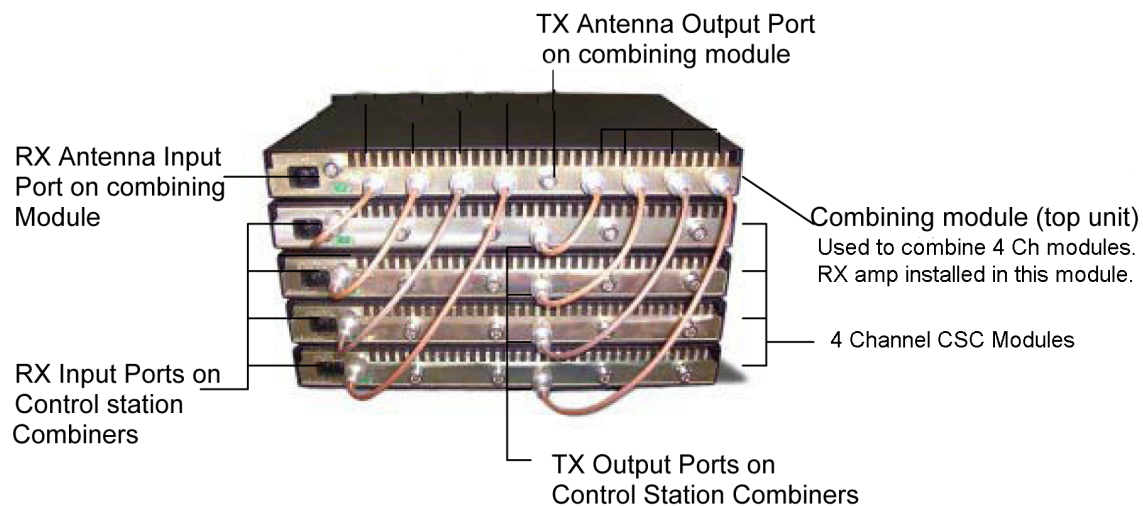 TX Antenna Output Port
on combining module
RX Antenna Input
Port on combining
Module
Combining module (top unit)
Used to combine 4 Ch modules.
RX amp installed in this module.
4 Channel CSC Modules
RX Input Ports on
Control station
Combiners
TX Output Ports on
Control Station Combiners